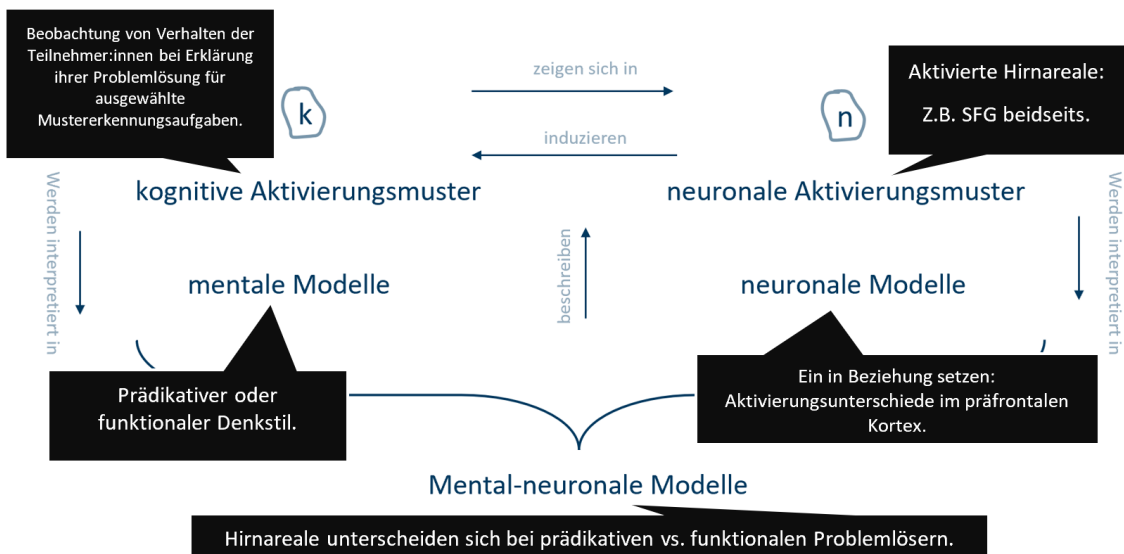 Beobachtung von Verhalten der
Teilnehmer:innen bei Erklärung
ihrer Problemlösung für
ausgewählte
Mustererkennungsaufgaben.
k
zeigen sich in
induzieren
n
Aktivierte Hirnareale:
Z.B. SFG beidseits.
kognitive Aktivierungsmuster
neuronale Aktivierungsmuster
Werden interpretiert in
beschreiben
Werden interpretiert in
mentale Modelle
neuronale Modelle
Prädikativer oder
funktionaler Denkstil.
Ein in Beziehung setzen:
Aktivierungsunterschiede im präfrontalen
Kortex.
Mental-neuronale Modelle
Hirnareale unterscheiden sich bei prädikativen vs. funktionalen Problemlösern.